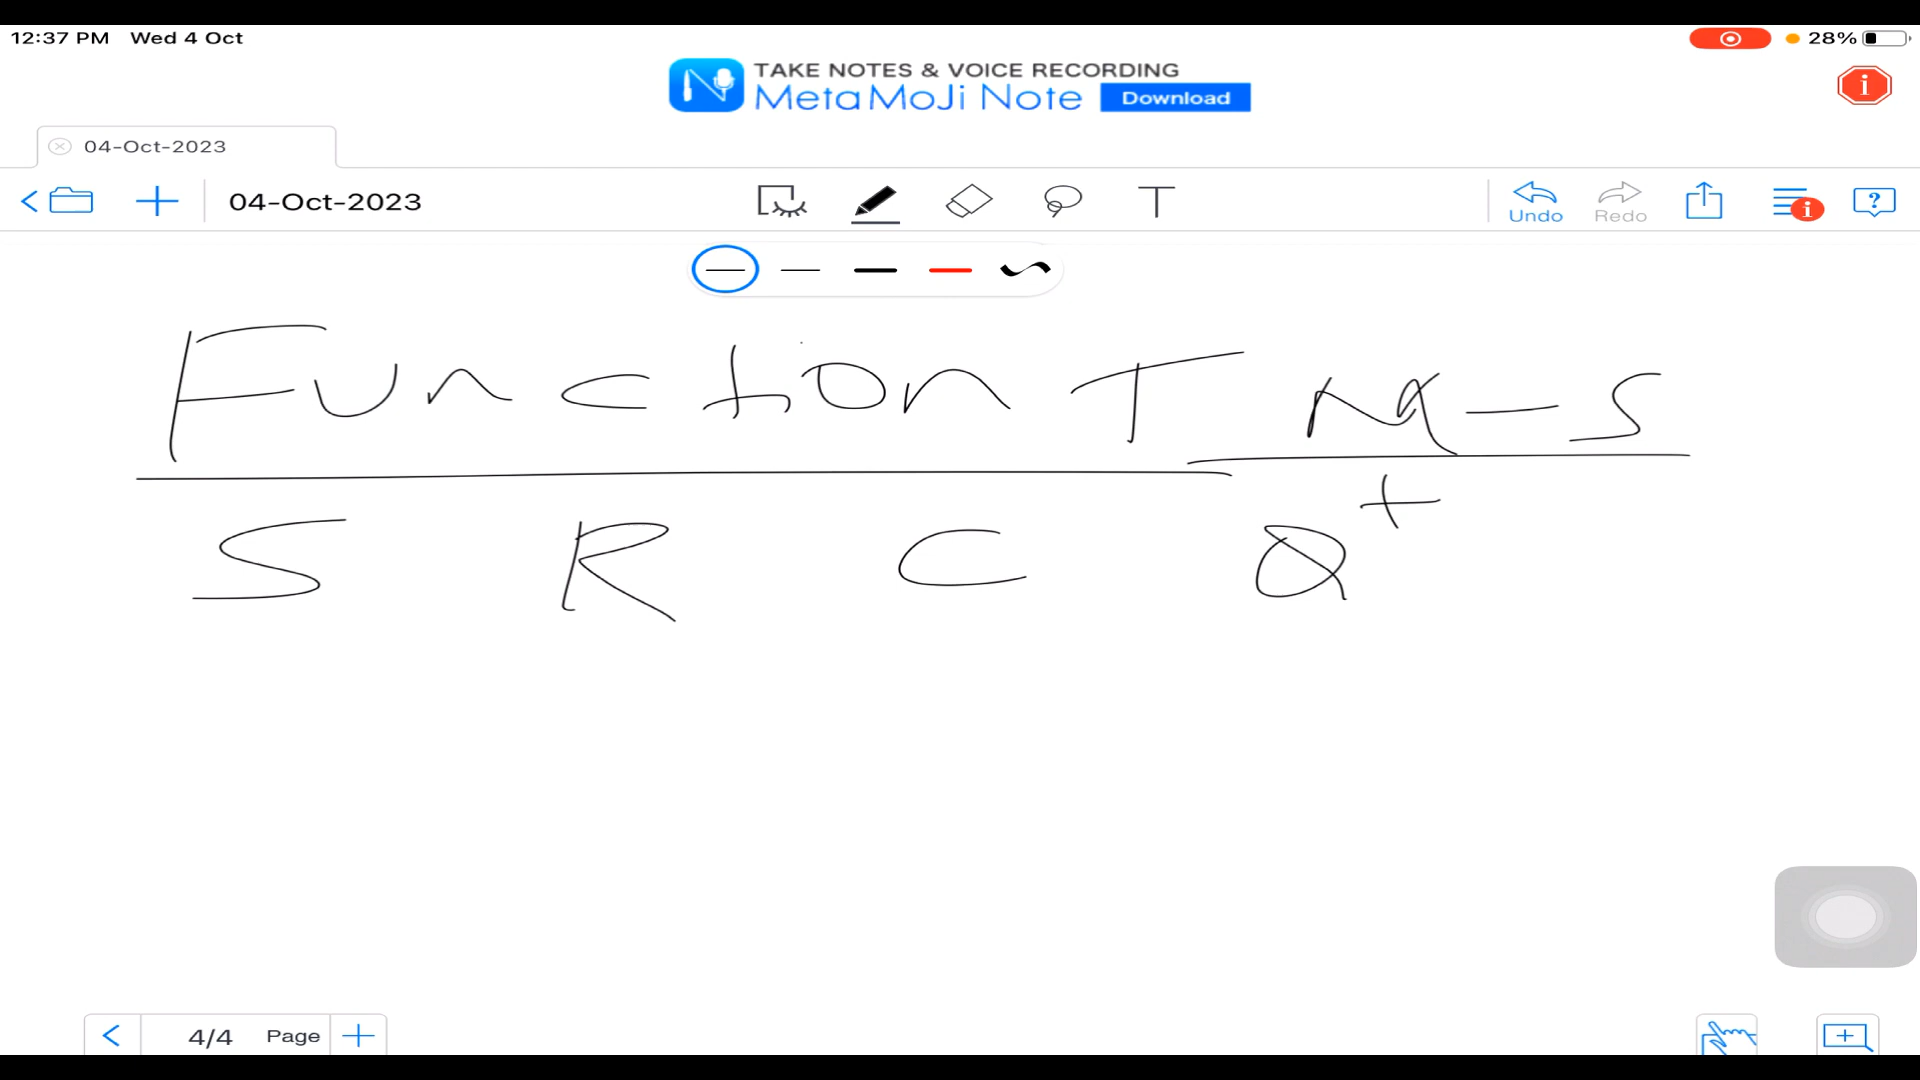 12:37 PM Wed 4 Oct 28%
TAKE NOTES & VOICE RECORDING
MetaMoJi Note Download
04-Oct-2023
04-Oct-2023 T Undo Redo
Function T M-S
S R C Q+
4/4 Page